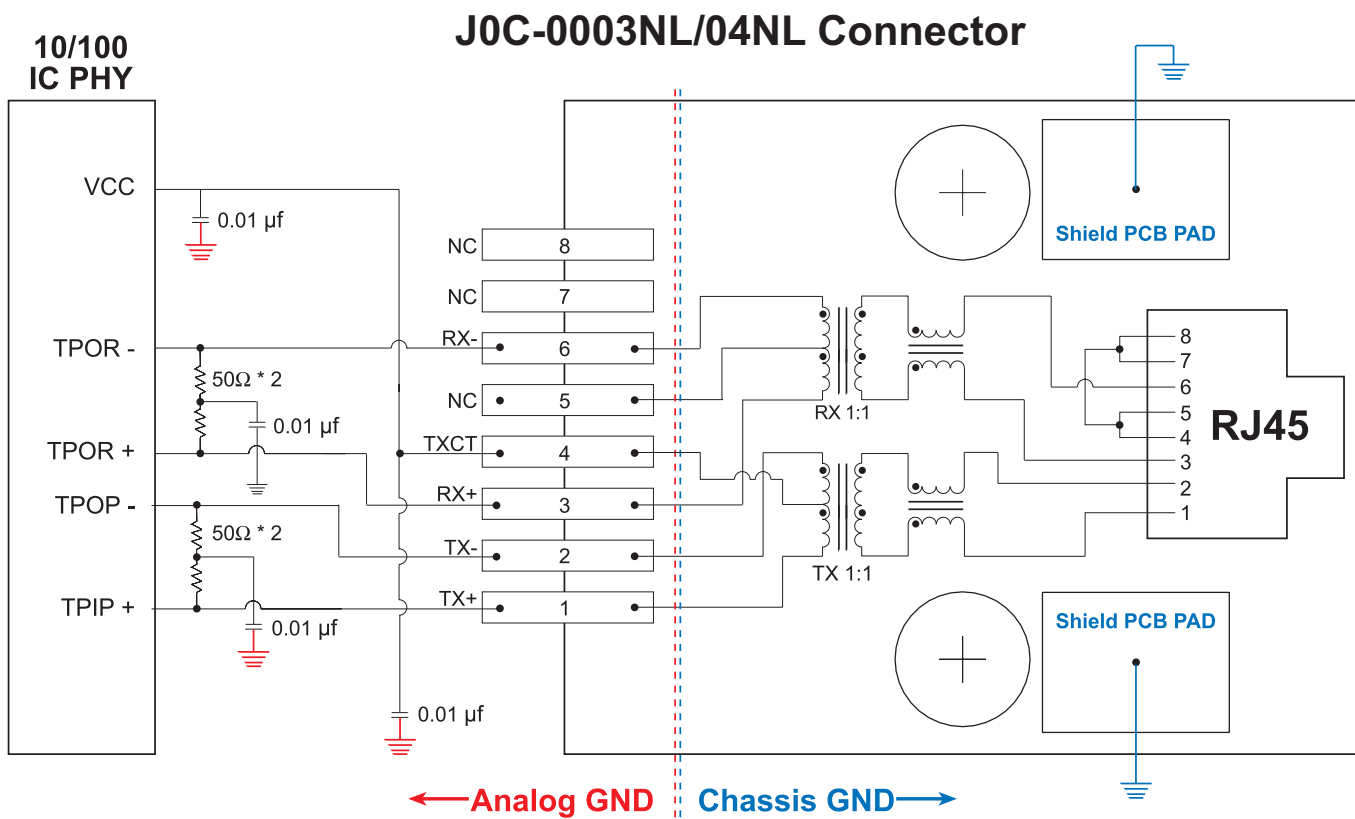 J0C-0003NL/04NL Connector
10/100
IC PHY
VCC
0.01 µf
TPOR -
50Ω * 2
0.01 µf
TPOR +
TPOP -
50Ω * 2
TPIP +
0.01 µf
0.01 µf
NC
8
NC
7
RX-
6
NC
5
TXCT
4
RX+
3
TX-
2
TX+
1
Shield PCB PAD
RX 1:1
TX 1:1
8
7
6
5
4
3
2
1
RJ45
Shield PCB PAD
Analog GND
Chassis GND